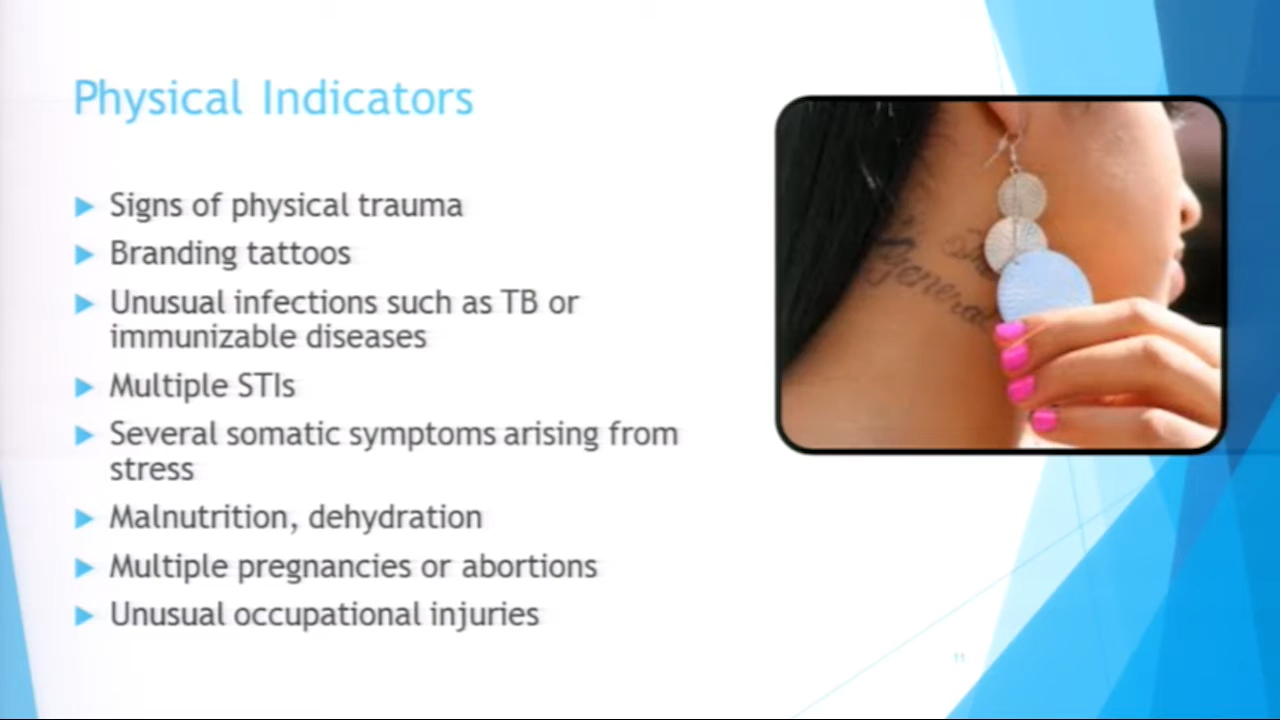 Physical Indicators
Signs of physical trauma
Branding tattoos
Unusual infections such as TB or
immunizable diseases
Multiple STIs
Several somatic symptoms arising from
stress
Malnutrition, dehydration
Multiple pregnancies or abortions
Unusual occupational injuries
11